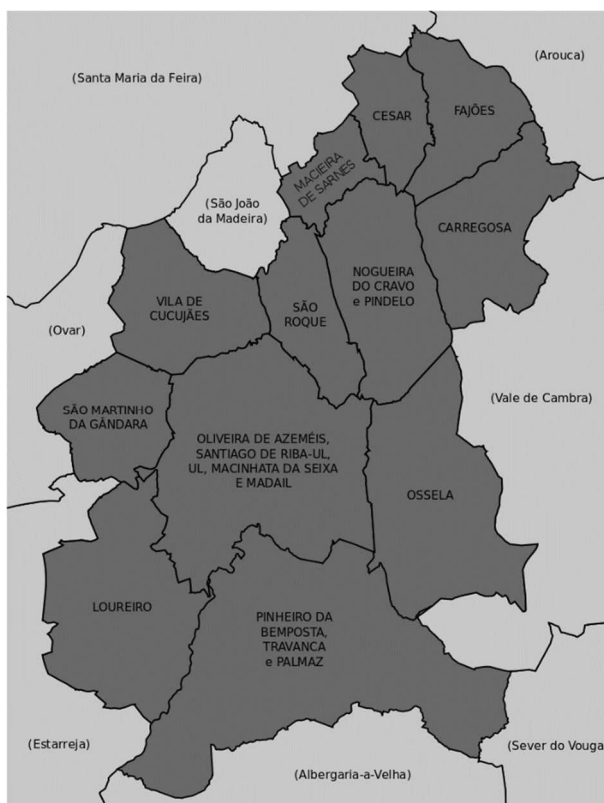 (Arouca)
(Santa Maria da Feira)
CESAR
FAJÕES
MACIEIRA
DE SARNES
(São João
da Madeira)
CARREGOSA
NOGUEIRA
DO CRAVO
e PINDELO
VILA DE
CUCUJÃES
SÃO
ROQUE
(Ovar)
(Vale de Cambra)
SÃO MARTINHO
DA GÂNDARA
OLIVEIRA DE AZEMÉIS,
SANTIAGO DE RIBA-UL,
UL, MACINHATA DA SEIXA
E MADAIL
OSSELA
LOUREIRO
PINHEIRO DA
BEMPOSTA,
TRAVANCA
e PALMAZ
(Estarreja)
(Sever do Vouga
(Albergaria-a-Velha)